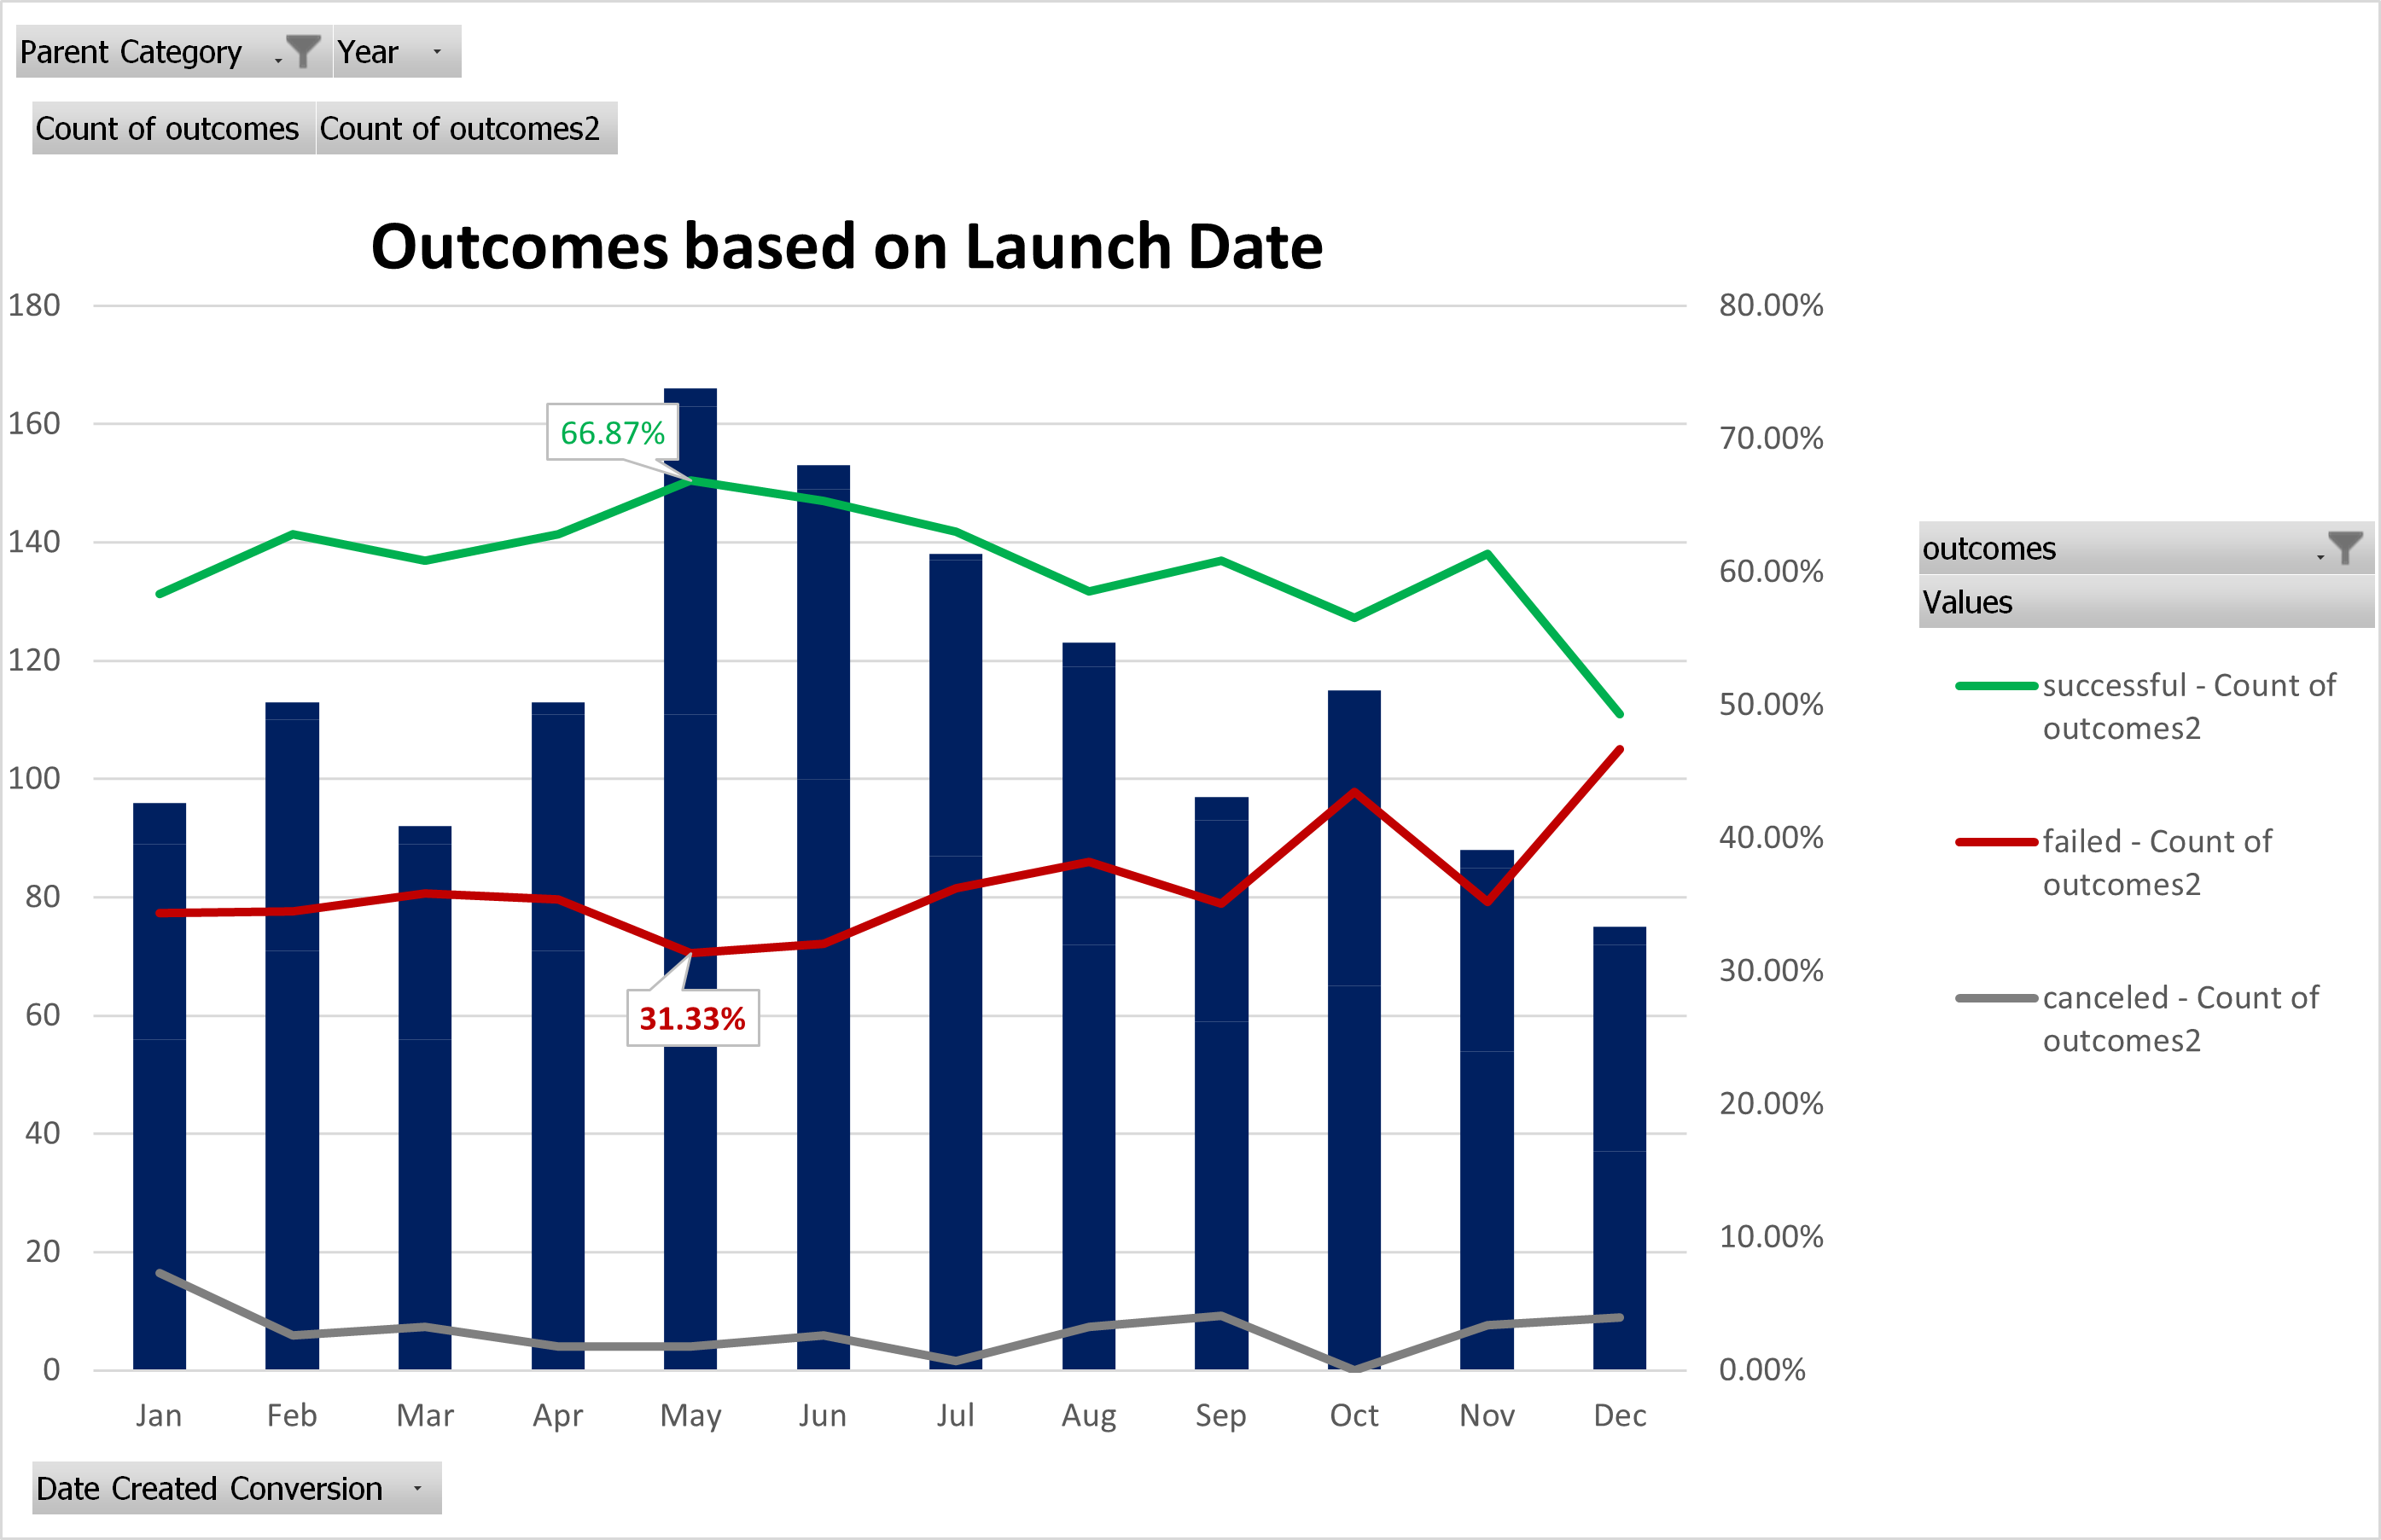 Parent Category Year
Count of outcomes Count of outcomes2
Outcomes based on Launch Date
180 80.00%
160 70.00%
140 60.00%
120 50.00%
100 40.00%
80 30.00%
60 20.00%
40 10.00%
20 0.00%
0
66.87%
31.33%
Jan Feb Mar Apr May Jun Jul Aug Sep Oct Nov Dec
Date Created Conversion
outcomes
Values
successful - Count of
outcomes2
failed - Count of
outcomes2
canceled - Count of
outcomes2